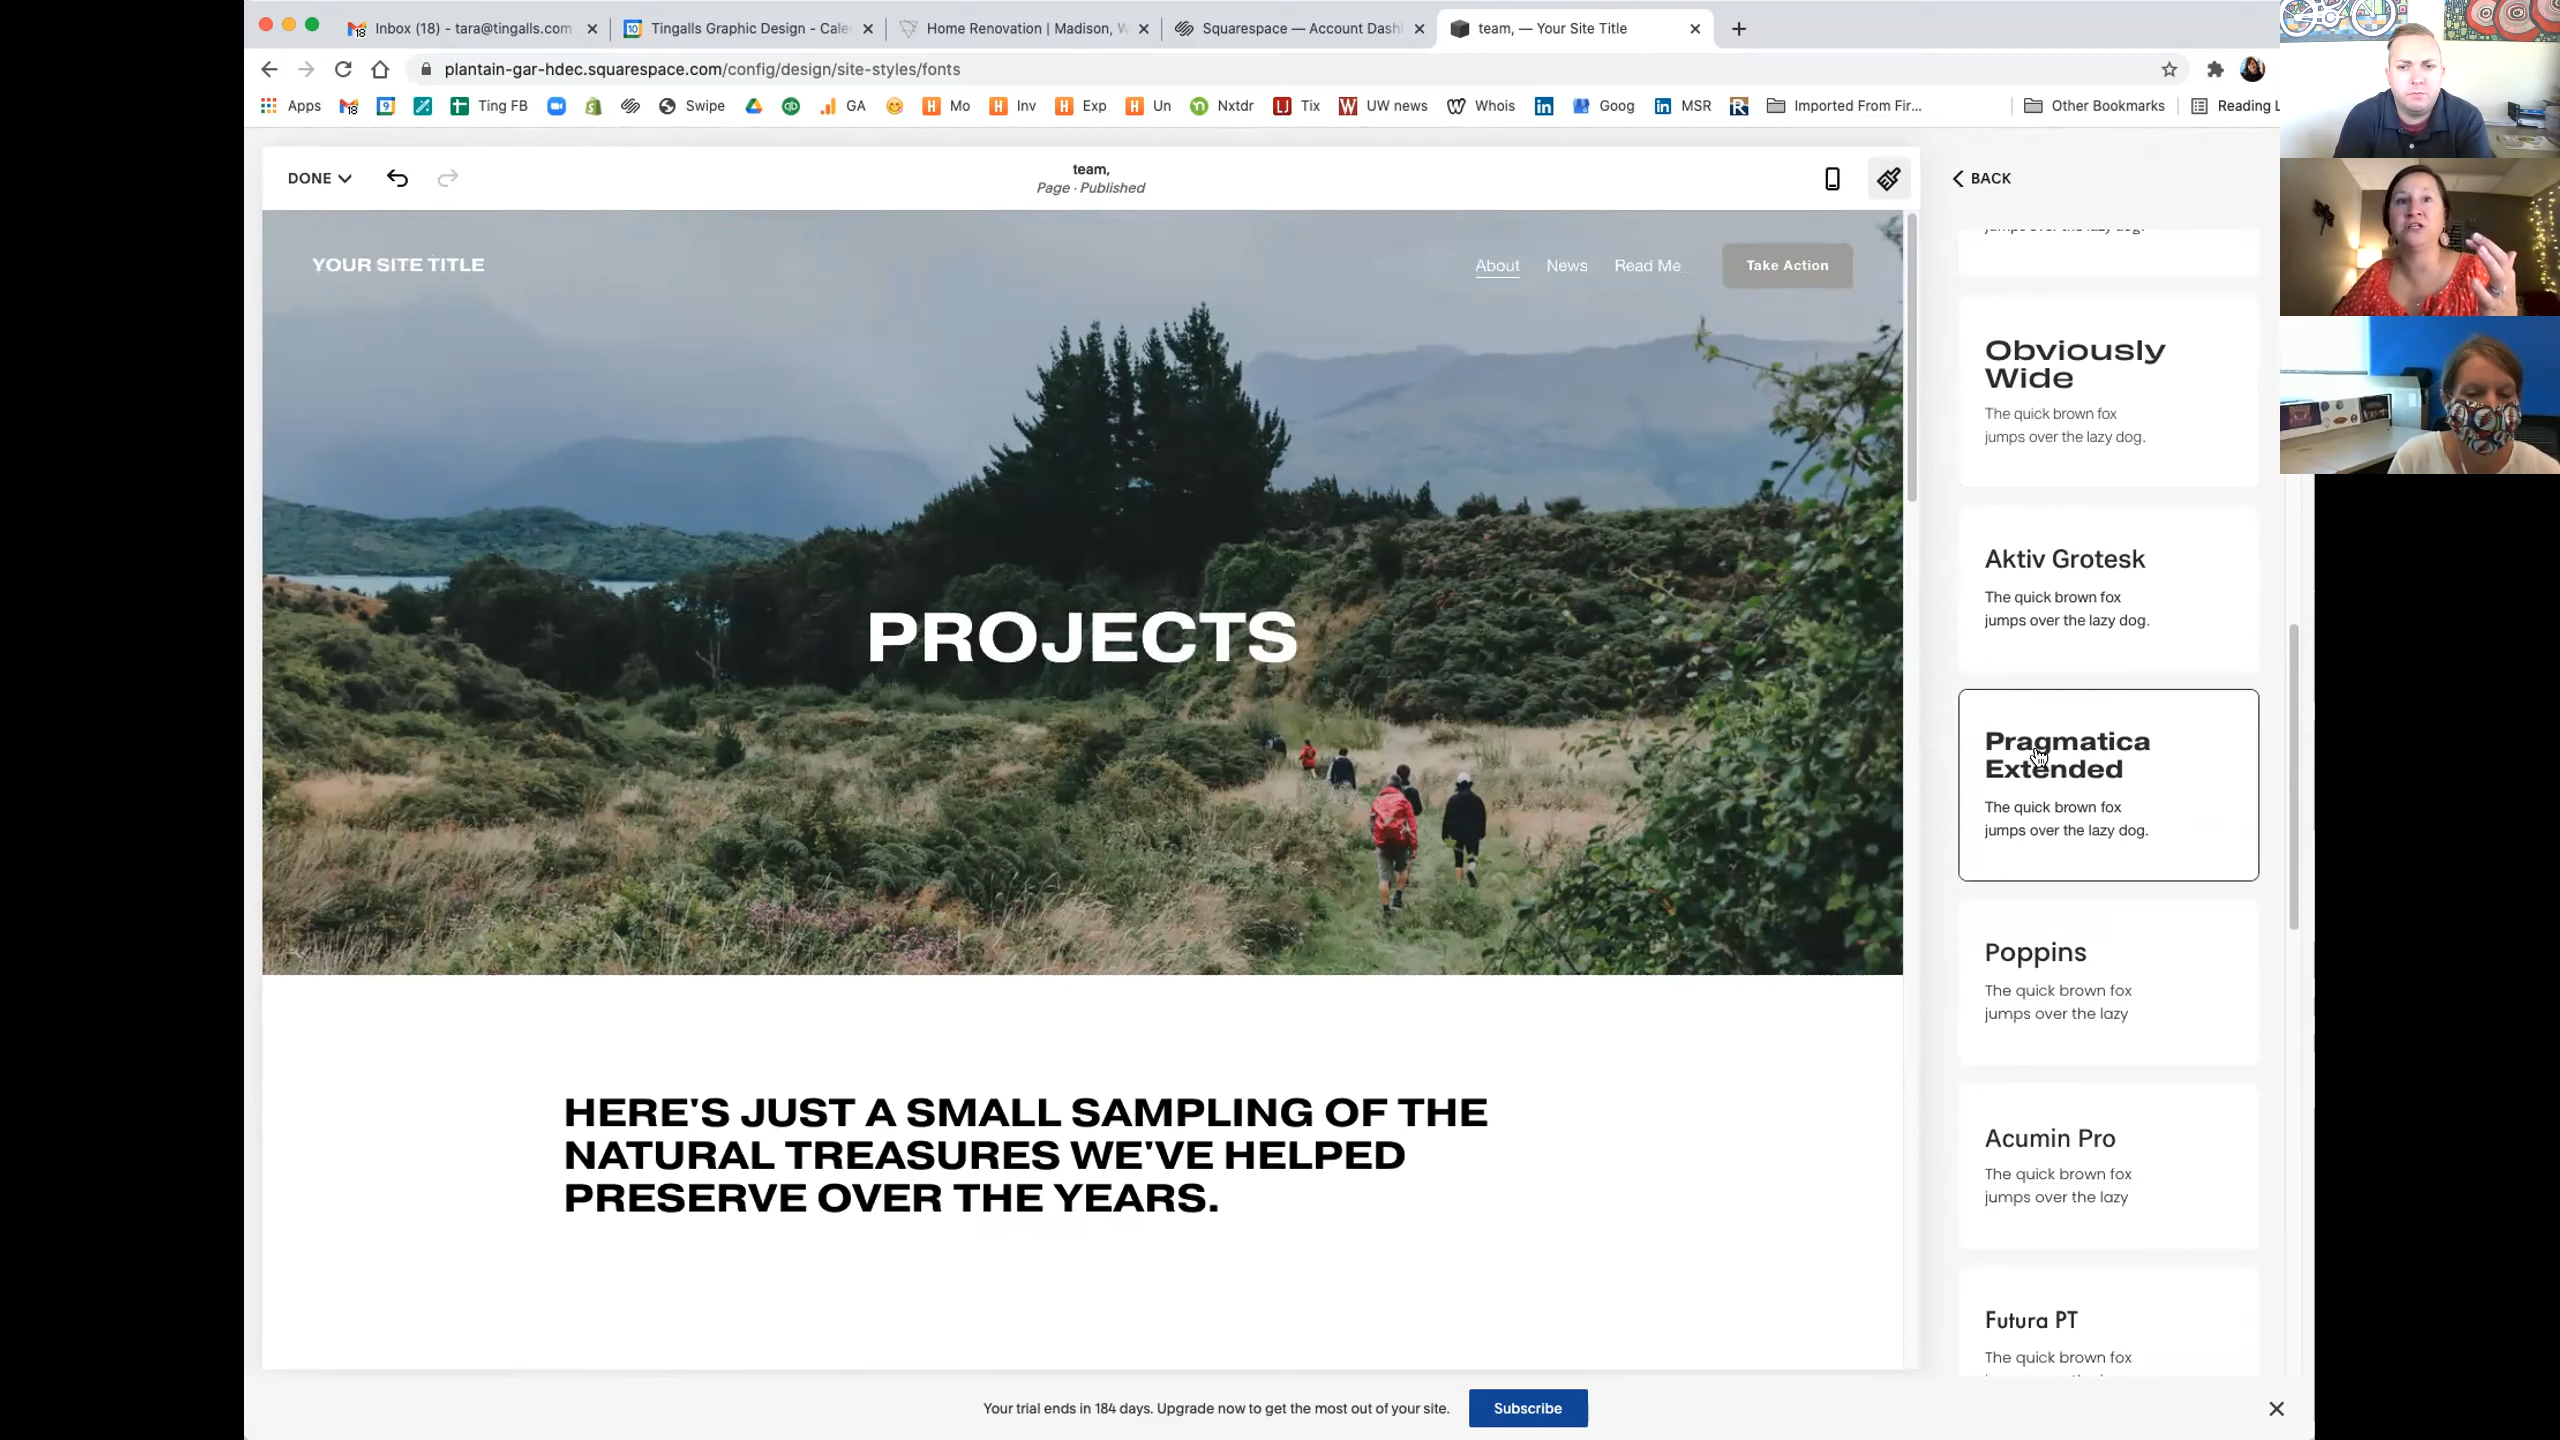 Inbox (18) - tara@tingalls.com
Tingalls Graphic Design - Cale
Home Renovation | Madison, W
Squarespace — Account Dash
team, — Your Site Title
plantain-gar-hdec.squarespace.com/config/design/site-styles/fonts
Apps
18
9
Ting FB
Swipe
GA
Mo
Inv
Exp
Un
Nxtdr
Tix
UW news
Whois
Goog
MSR
Imported From Fir...
Other Bookmarks
Reading L
DONE
team,
Page · Published
BACK
YOUR SITE TITLE
About
News
Read Me
Take Action
PROJECTS
HERE'S JUST A SMALL SAMPLING OF THE
NATURAL TREASURES WE'VE HELPED
PRESERVE OVER THE YEARS.
Obviously
Wide
The quick brown fox
jumps over the lazy dog.
Aktiv Grotesk
The quick brown fox
jumps over the lazy dog.
Pragmatica
Extended
The quick brown fox
jumps over the lazy dog.
Poppins
The quick brown fox
jumps over the lazy
Acumin Pro
The quick brown fox
jumps over the lazy
Futura PT
The quick brown fox
Your trial ends in 184 days. Upgrade now to get the most out of your site.
Subscribe